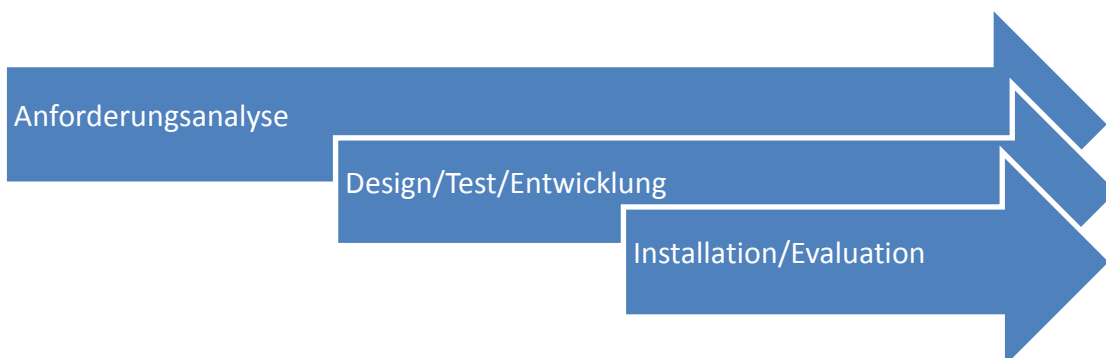 Anforderungsanalyse
Design/Test/Entwicklung
Installation/Evaluation